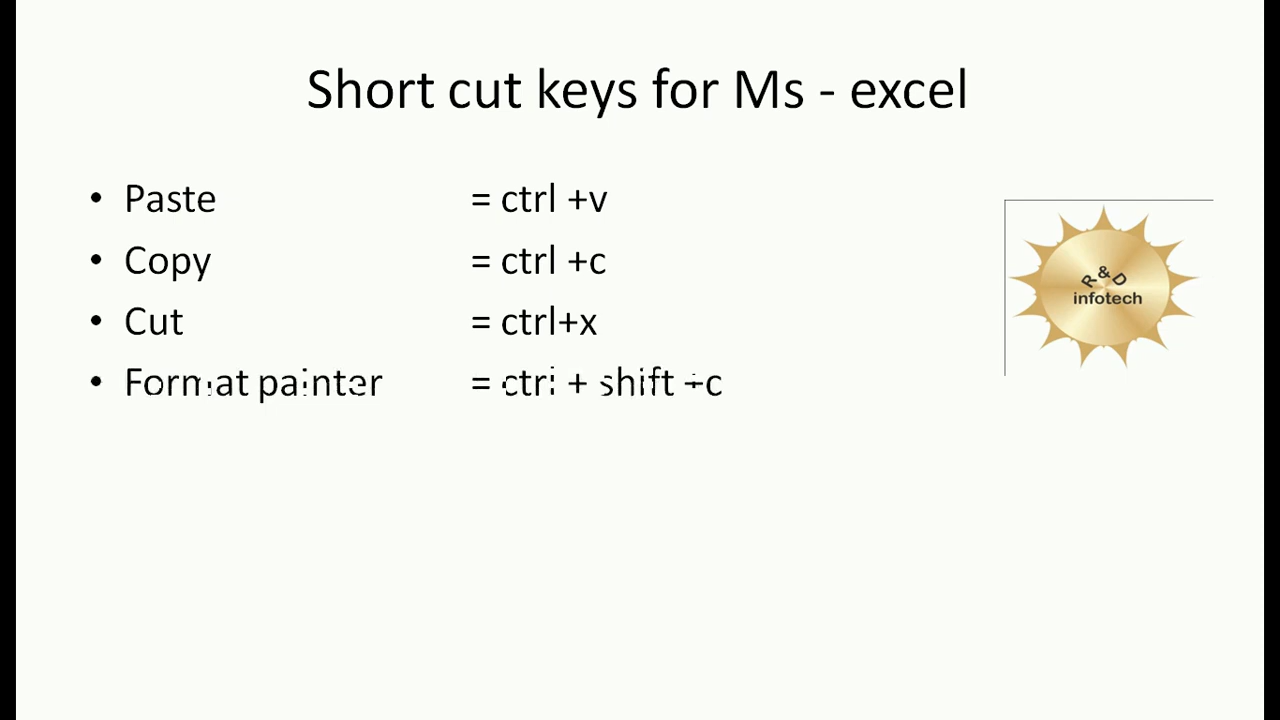 Short cut keys for Ms - excel
• Paste = ctrl +v
• Copy = ctrl +c
• Cut = ctrl+x
• Format painter = ctrl + shift +c
R & D
infotech